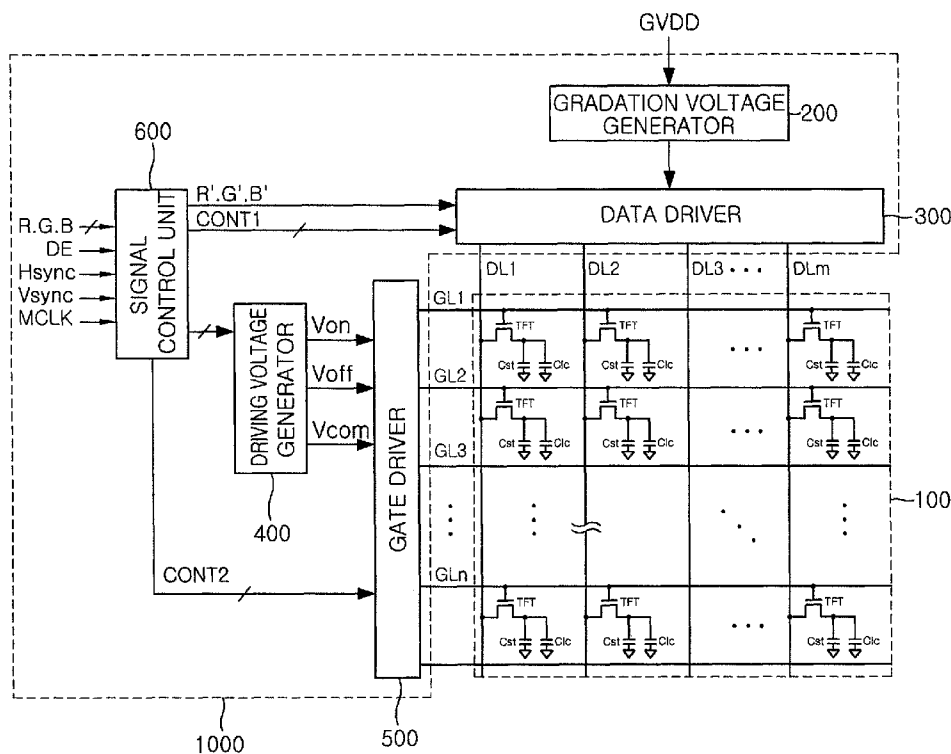 GVDD
GRADATION VOLTAGE
GENERATOR
200
600
SIGNAL
CONTROL UNIT
R.G.B
DE
Hsync
Vsync
MCLK
R'.G'.B'
CONT1
DATA DRIVER
300
DL1 DL2 DL3 DLm
DRIVING VOLTAGE
GENERATOR
400
Von
Voff
Vcom
CONT2
GATE DRIVER
500
1000
GL1
TFT TFT TFT
Cst Clc Cst Clc Cst Clc
GL2
TFT TFT TFT
Cst Clc Cst Clc Cst Clc
GL3
100
GLn
TFT TFT TFT
Cst Clc Cst Clc Cst Clc